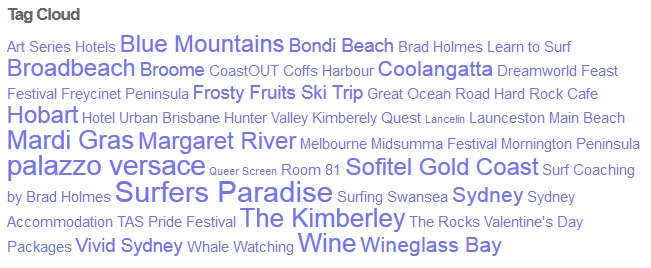 Tag Cloud
Art Series Hotels Blue Mountains Bondi Beach Brad Holmes Learn to Surf
Broadbeach Broome CoastOUT Coffs Harbour Coolangatta Dreamworld Feast
Festival Freycinet Peninsula Frosty Fruits Ski Trip Great Ocean Road Hard Rock Cafe
Hobart Hotel Urban Brisbane Hunter Valley Kimberely Quest Lancelin Launceston Main Beach
Mardi Gras Margaret River Melbourne Midsumma Festival Mornington Peninsula
palazzo versace Queer Screen Room 81 Sofitel Gold Coast Surf Coaching
by Brad Holmes Surfers Paradise Surfing Swansea Sydney Sydney
Accommodation TAS Pride Festival The Kimberley The Rocks Valentine's Day
Packages Vivid Sydney Whale Watching Wine Wineglass Bay